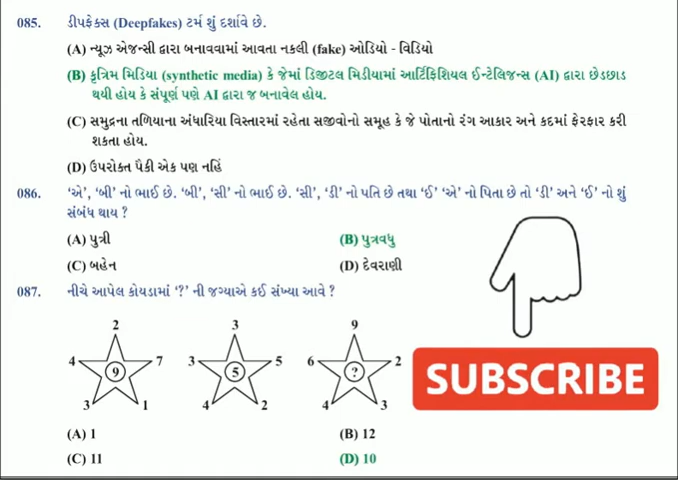 085. ડીપફેક્સ (Deepfakes) ટર્મ શું દર્શાવે છે.
(A) ન્યૂઝ એજન્સી દ્વારા બનાવવામાં આવતા નકલી (fake) ઓડિયો - વિડિયો
(B) કૃત્રિમ મિડિયા (synthetic media) કે જેમાં ડિજીટલ મિડીયામાં આર્ટિફિશિયલ ઈન્ટેલિજન્સ (AI) દ્વારા છેડછાડ
થયી હોય કે સંપૂર્ણ પણે AI દ્વારા જ બનાવેલ હોય.
(C) સમુદ્રના તળિયાના અંધારિયા વિસ્તારમાં રહેતા સજીવોનો સમૂહ કે જે પોતાનો રંગ આકાર અને કદમાં ફેરફાર કરી
શકતા હોય.
(D) ઉપરોક્ત પૈકી એક પણ નહિં
086. ‘એ’, ‘બી’ નો ભાઈ છે. ‘બી’, ‘સી’ નો ભાઈ છે. ‘સી’, ‘ડી’ નો પતિ છે તથા ‘ઈ’ ‘એ’ નો પિતા છે તો ‘ડી’ અને ‘ઈ’ નો શું
સંબંધ થાય ?
(A) પુત્રી (B) પુત્રવધુ
(C) બહેન (D) દેવરાણી
087. નીચે આપેલ કોયડામાં ‘?’ ની જગ્યાએ કઈ સંખ્યા આવે ?
2 3 9
4 9 7 3 5 5 6 ? 2
3 1 4 2 4 3
SUBSCRIBE
(A) 1 (B) 12
(C) 11 (D) 10